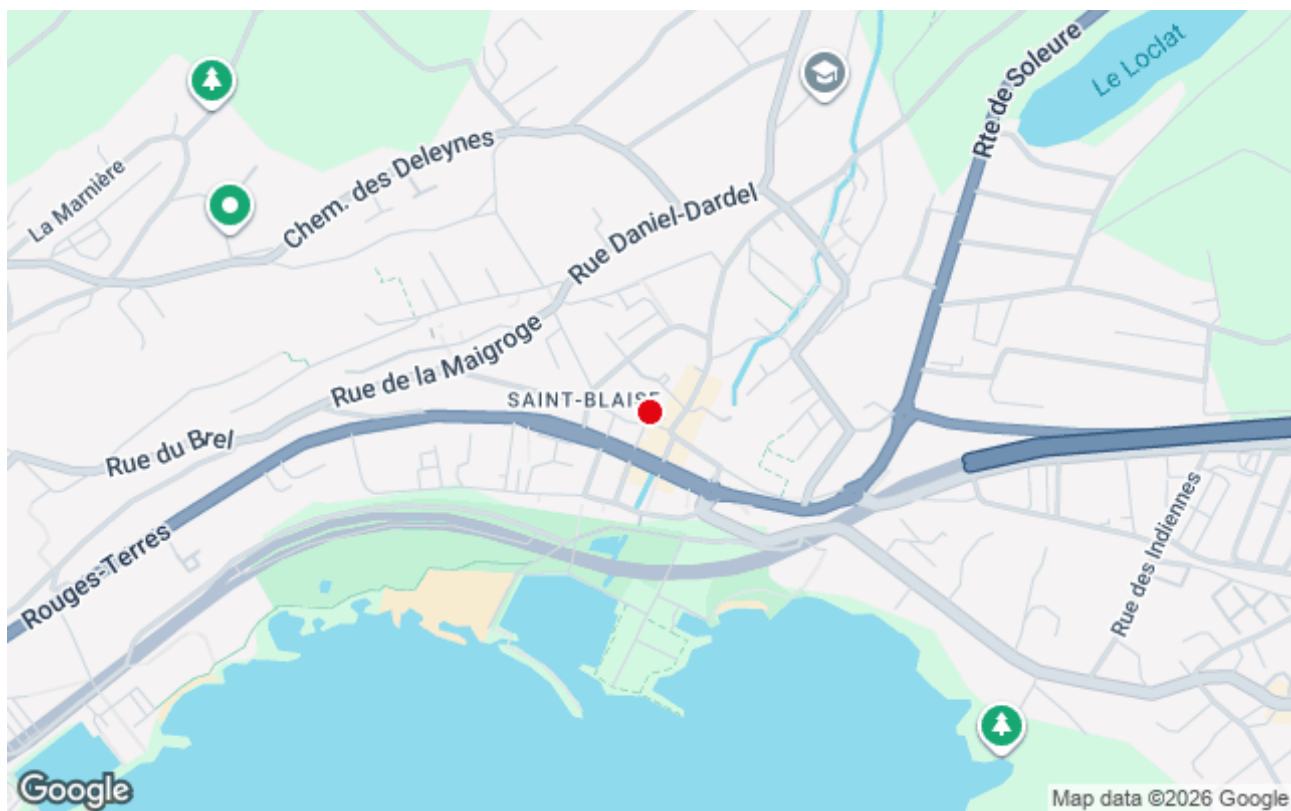 Le Loclat
Rte de Soleure
La Marnière
Chem. des Deleynes
Rue Daniel-Dardel
Rue de la Maigroge
SAINT-BLAISE
Rue du Brel
Rouges-Terres
Rue des Indiennes
Google
Map data ©2026 Google